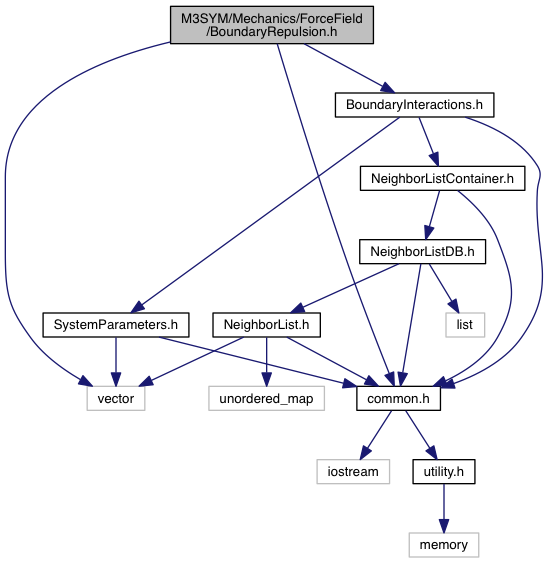 M3SYM/Mechanics/ForceField
/BoundaryRepulsion.h
BoundaryInteractions.h
NeighborListContainer.h
NeighborListDB.h
SystemParameters.h
NeighborList.h
list
vector
unordered_map
common.h
iostream
utility.h
memory